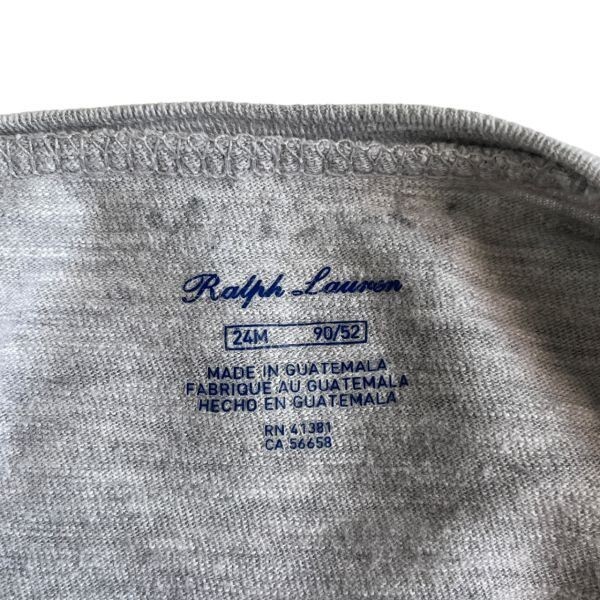 Ralph Lauren
24M 90/52
MADE IN GUATEMALA
FABRIQUE AU GUATEMALA
HECHO EN GUATEMALA
RN 41381
CA 56658